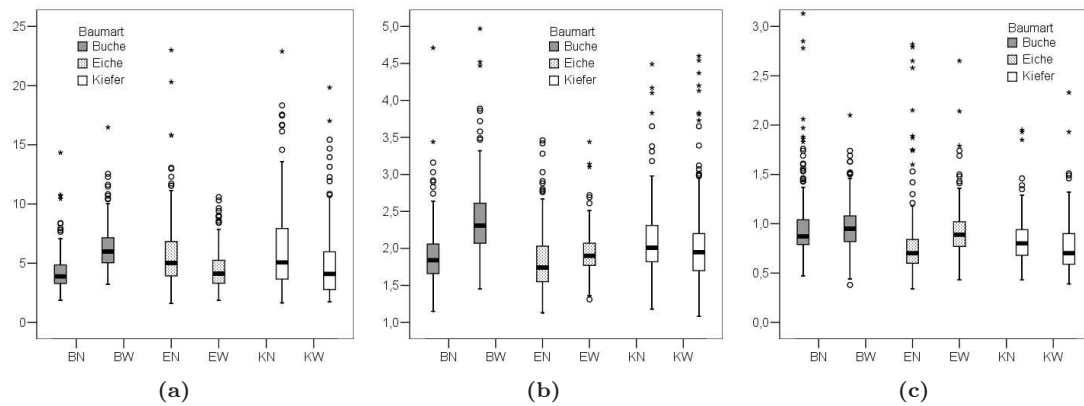 Baumart
Buche
Eiche
Kiefer
25
20
15
10
5
0
BN BW EN EW KN KW
(a)
Baumart
Buche
Eiche
Kiefer
5,0
4,5
4,0
3,5
3,0
2,5
2,0
1,5
1,0
BN BW EN EW KN KW
(b)
Baumart
Buche
Eiche
Kiefer
3,0
2,5
2,0
1,5
1,0
0,5
0,0
BN BW EN EW KN KW
(c)